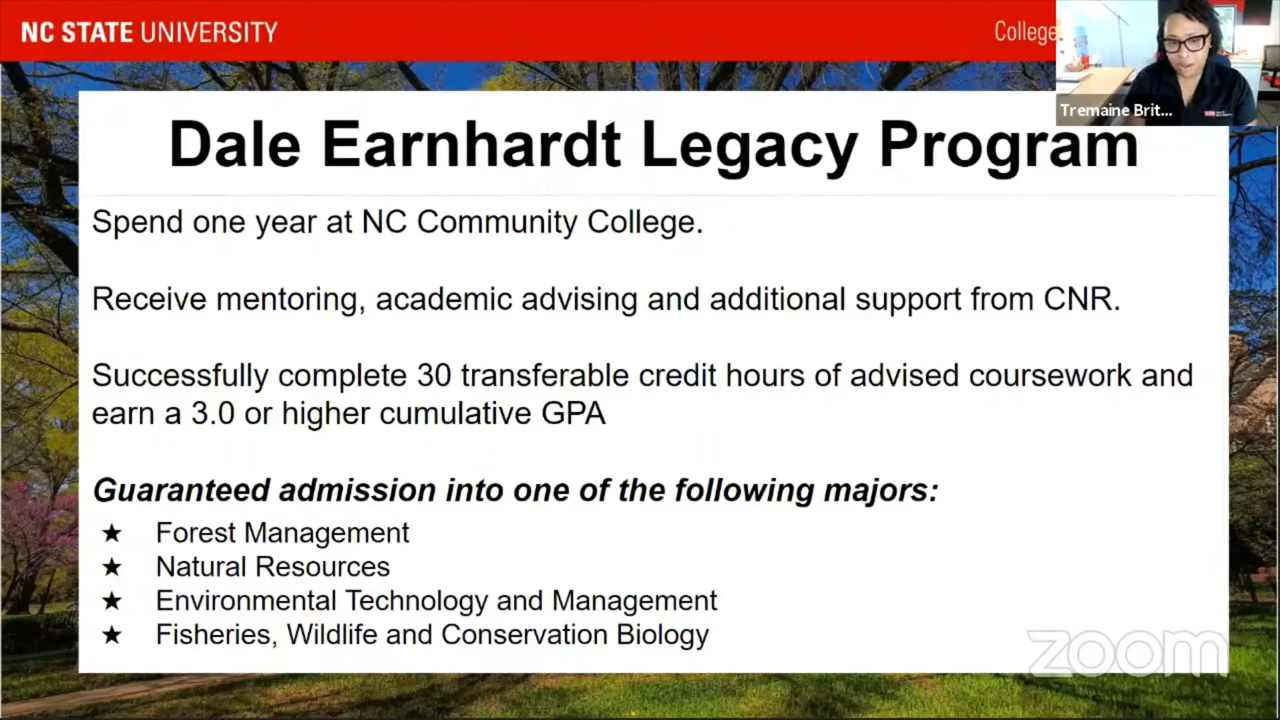 NC STATE UNIVERSITY
College
Tremaine Brit...
Dale Earnhardt Legacy Program
Spend one year at NC Community College.
Receive mentoring, academic advising and additional support from CNR.
Successfully complete 30 transferable credit hours of advised coursework and
earn a 3.0 or higher cumulative GPA
Guaranteed admission into one of the following majors:
★ Forest Management
★ Natural Resources
★ Environmental Technology and Management
★ Fisheries, Wildlife and Conservation Biology
zoom